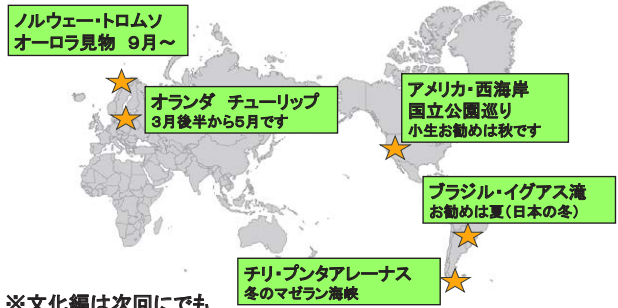 ノルウェー・トロムソ
オーロラ見物　９月～
オランダ　チューリップ
３月後半から５月です
アメリカ・西海岸
国立公園巡り
小生お勧めは秋です
ブラジル・イグアス滝
お勧めは夏（日本の冬）
チリ・プンタアレーナス
冬のマゼラン海峡
※文化編は次回にでも